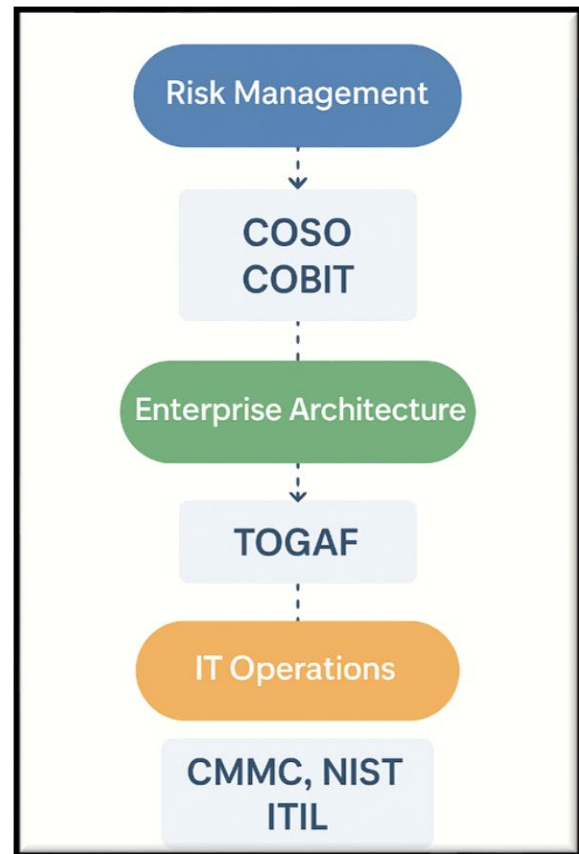 Risk Management
COSO
COBIT
Enterprise Architecture
TOGAF
IT Operations
CMMC, NIST
ITIL